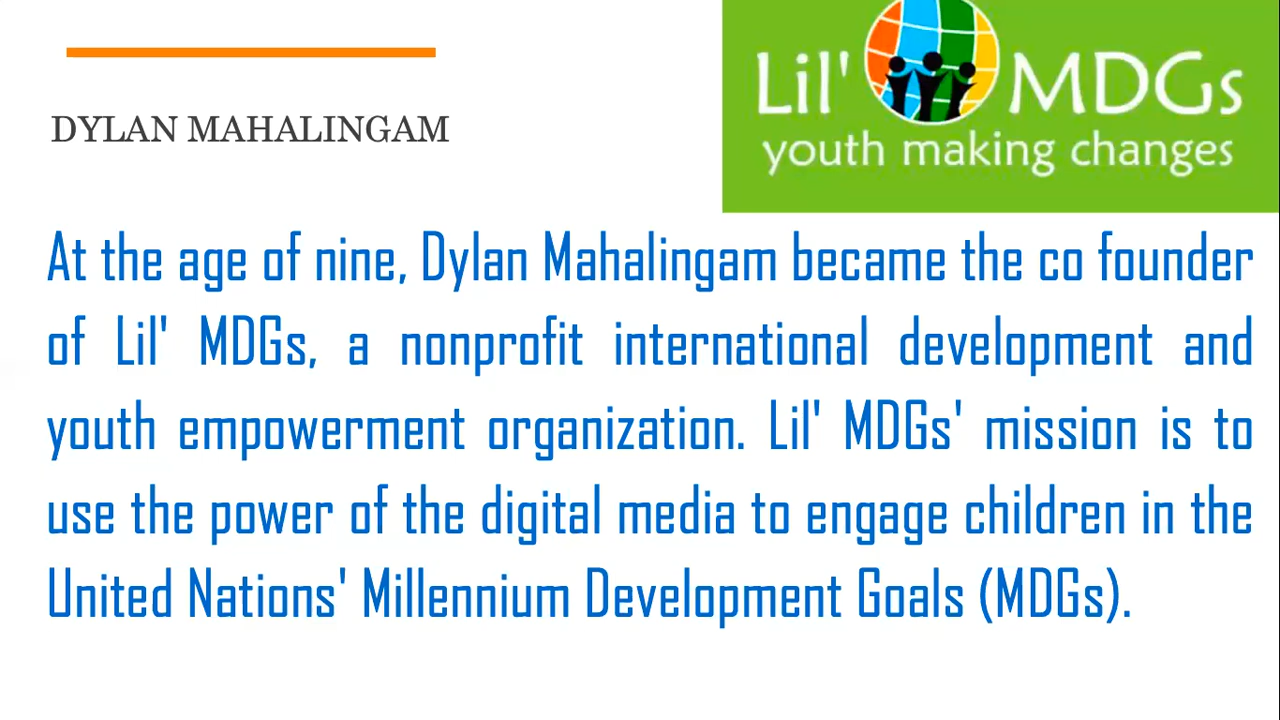 Lil' MDGs
youth making changes
DYLAN MAHALINGAM
At the age of nine, Dylan Mahalingam became the co founder
of Lil' MDGs, a nonprofit international development and
youth empowerment organization. Lil' MDGs' mission is to
use the power of the digital media to engage children in the
United Nations' Millennium Development Goals (MDGs).